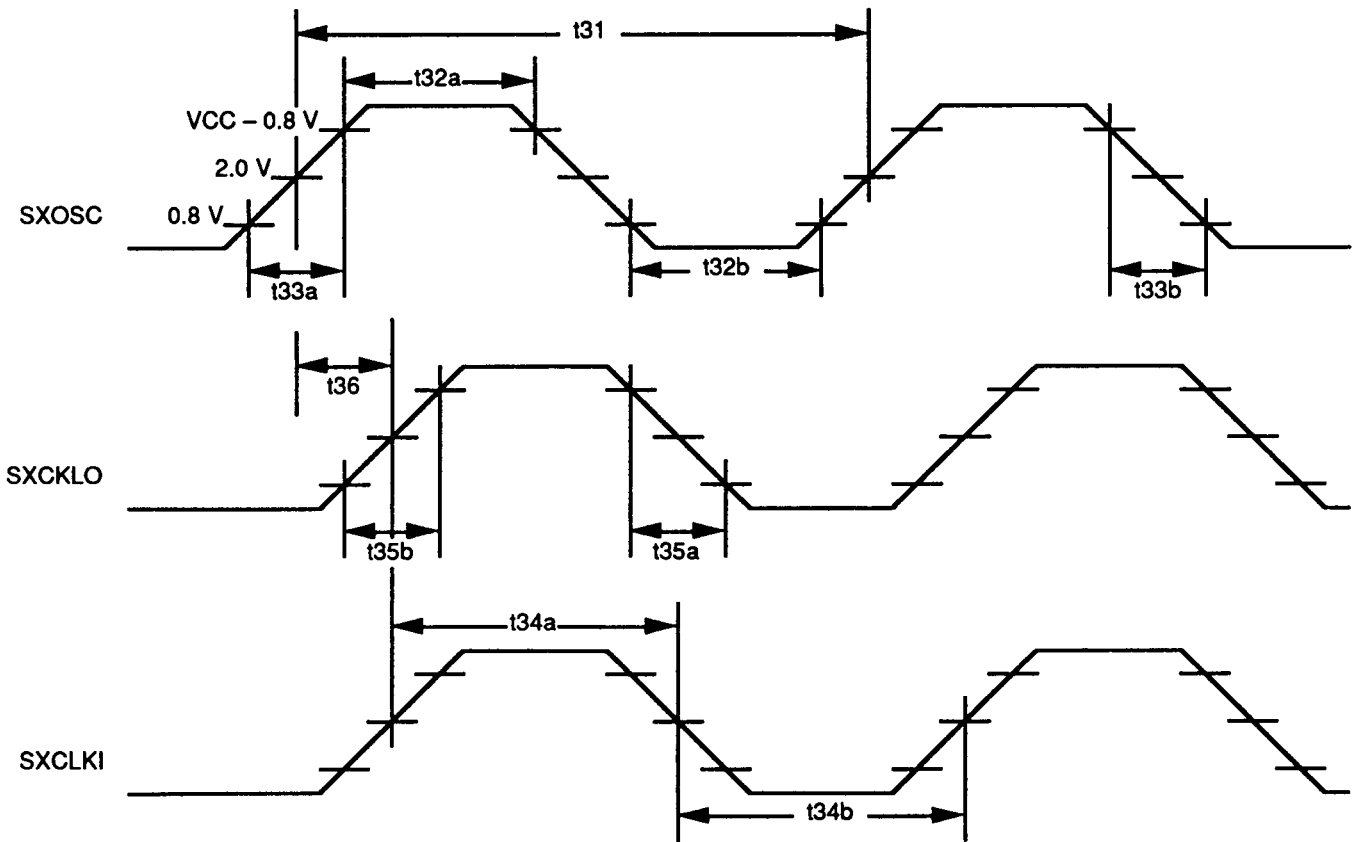 t31
t32a
VCC – 0.8 V
2.0 V
SXOSC
0.8 V
t32b
t33a
t33b
t36
SXCKLO
t35b
t35a
t34a
SXCLKI
t34b